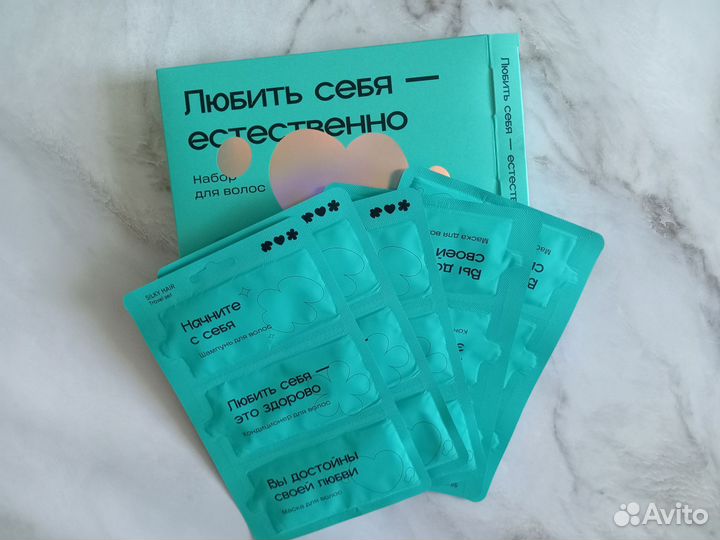 Любить себя —
естественно
Набор
для волос
Любить себя — естествен
SILKY HAIR
Travel set
Начните
с себя
Шампунь для волос
Любить себя —
это здорово
Кондиционер для волос
Вы достойны
своей любви
Маска для волос
Вы до
своей
Маска для во
Avito